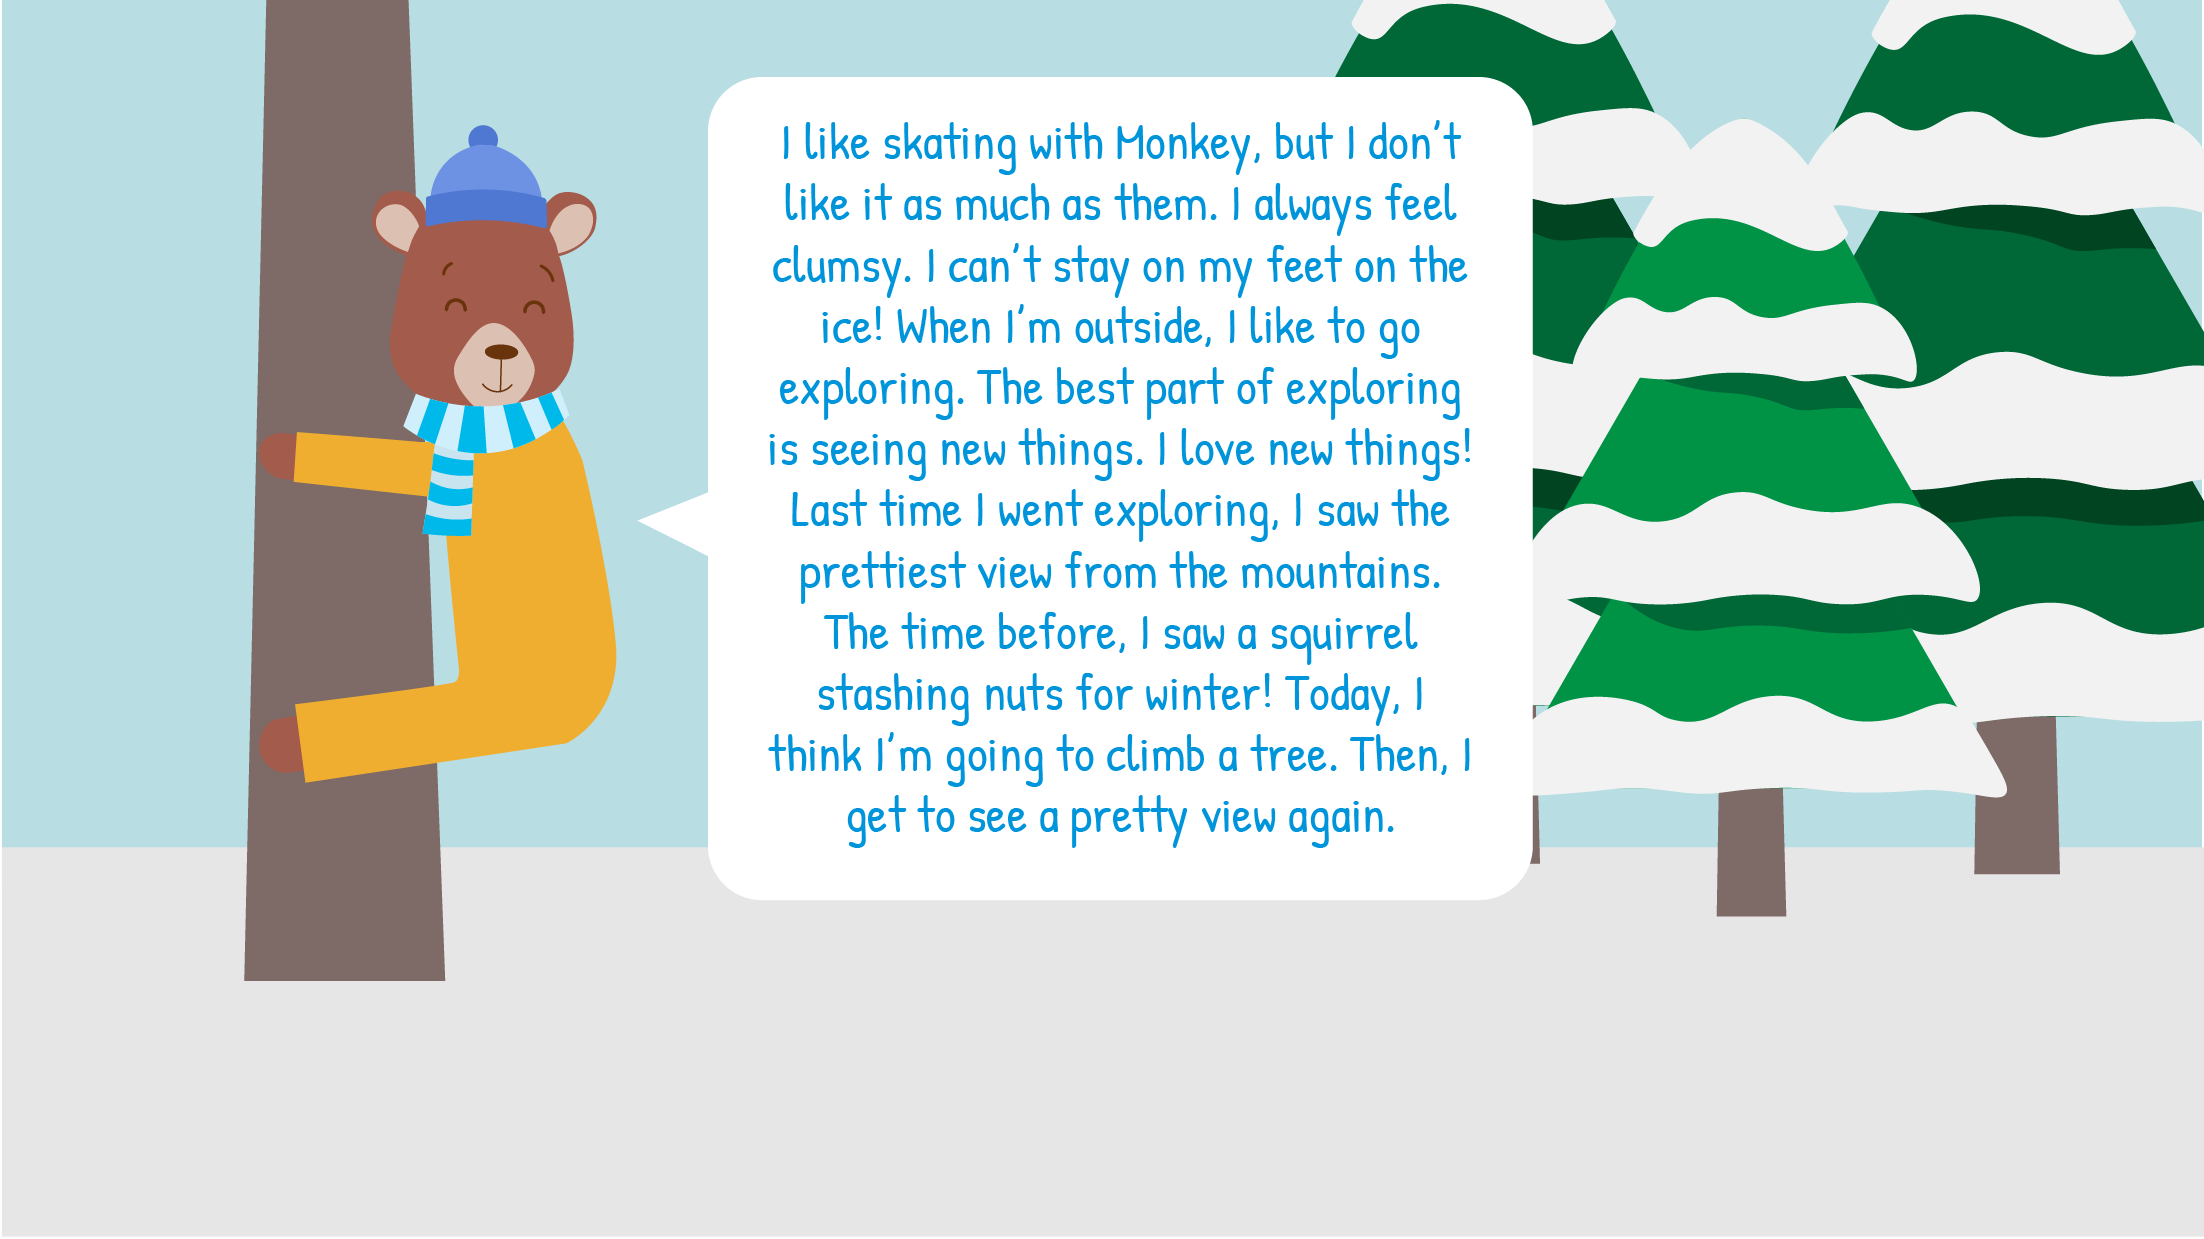 I like skating with Monkey, but I don't
like it as much as them. I always feel
clumsy. I can't stay on my feet on the
ice! When I'm outside, I like to go
exploring. The best part of exploring
is seeing new things. I love new things!
Last time I went exploring, I saw the
prettiest view from the mountains.
The time before, I saw a squirrel
stashing nuts for winter! Today, I
think I'm going to climb a tree. Then, I
get to see a pretty view again.